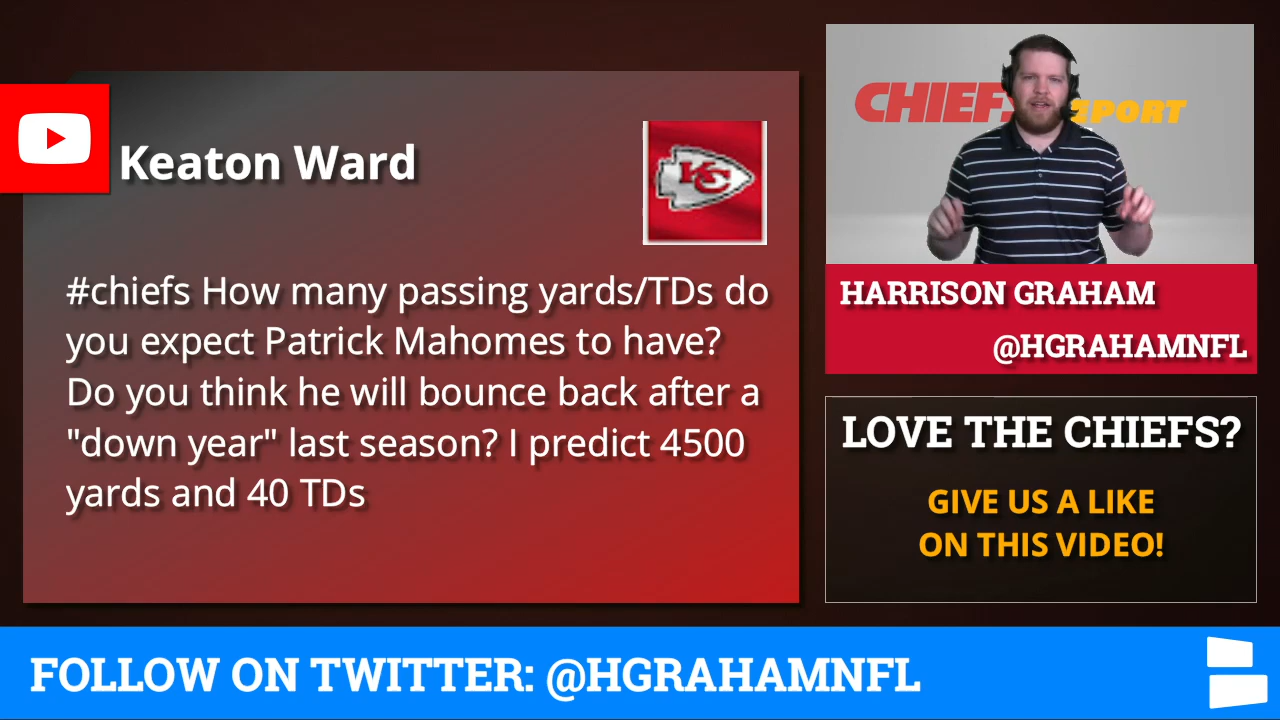 Keaton Ward
KC
#chiefs How many passing yards/TDs do
you expect Patrick Mahomes to have?
Do you think he will bounce back after a
"down year" last season? I predict 4500
yards and 40 TDs
CHIEFS
HARRISON GRAHAM
@HGRAHAMNFL
LOVE THE CHIEFS?
GIVE US A LIKE
ON THIS VIDEO!
FOLLOW ON TWITTER: @HGRAHAMNFL